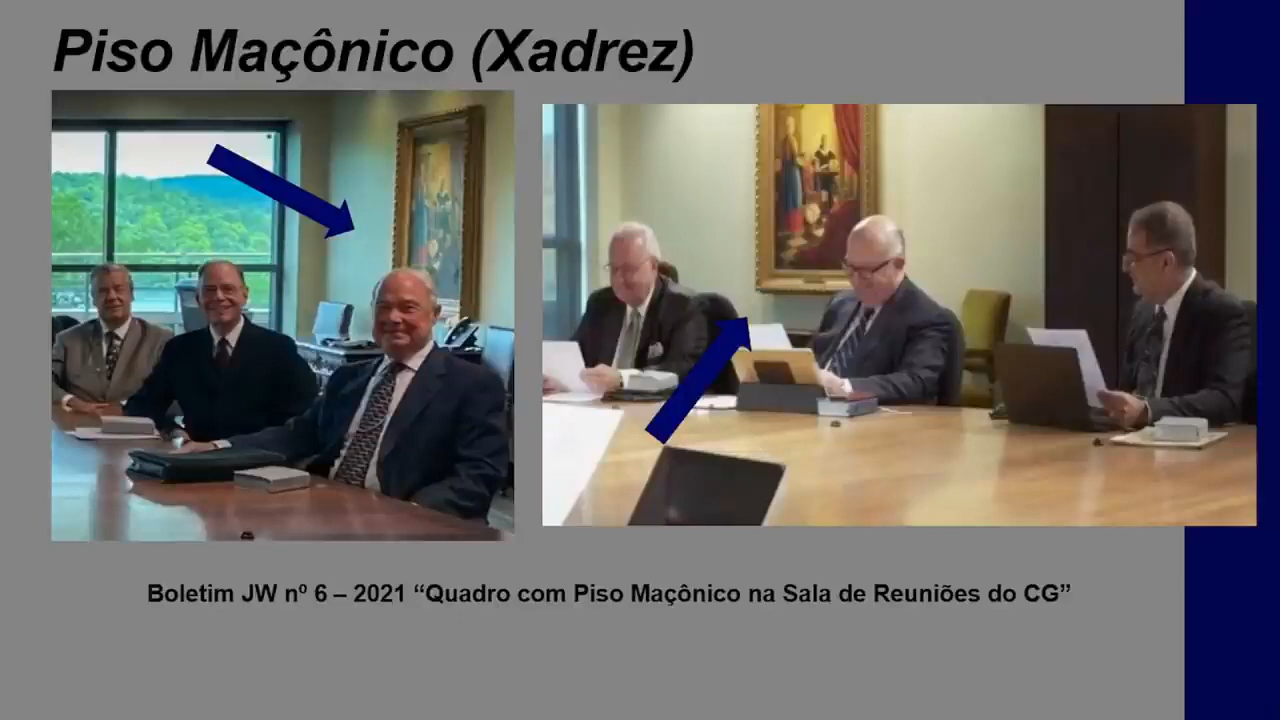 Piso Maçônico (Xadrez)
Boletim JW nº 6 – 2021 “Quadro com Piso Maçônico na Sala de Reuniões do CG”